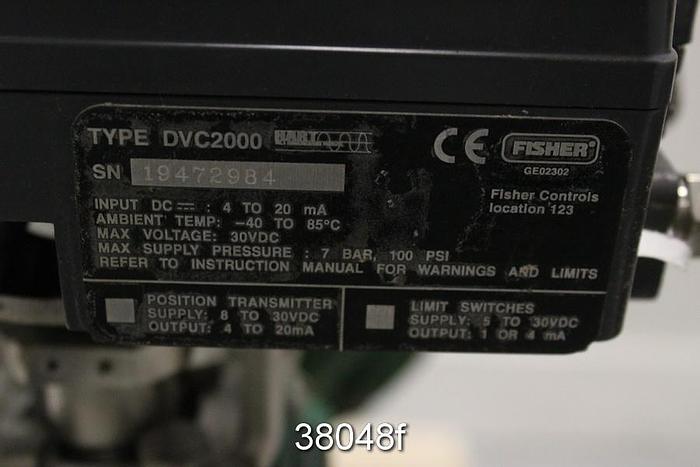 TYPE DVC2000 HART
CE FISHER®
GE02302
SN 19472984
Fisher Controls
location 123
INPUT DC⎓: 4 TO 20 mA
AMBIENT TEMP: -40 TO 85°C
MAX VOLTAGE: 30VDC
MAX SUPPLY PRESSURE : 7 BAR, 100 PSI
REFER TO INSTRUCTION MANUAL FOR WARNINGS AND LIMITS
POSITION TRANSMITTER
SUPPLY: 8 TO 30VDC
OUTPUT: 4 TO 20mA
LIMIT SWITCHES
SUPPLY: 5 TO 30VDC
OUTPUT: 1 OR 4 mA
38048f